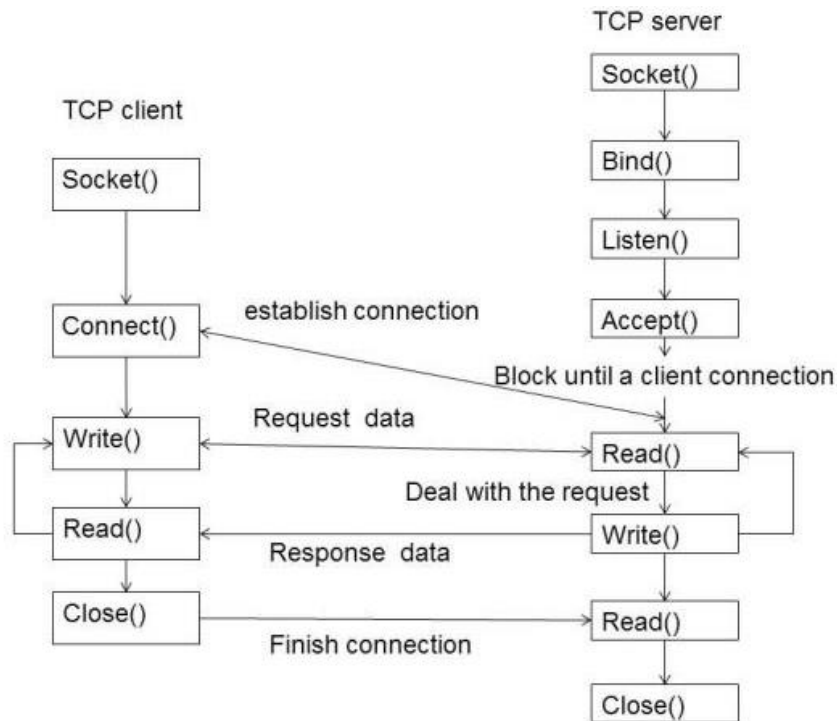 TCP server
Socket()
TCP client
Bind()
Socket()
Listen()
establish connection
Connect()
Accept()
Block until a client connection
Request data
Write()
Read()
Deal with the request
Read()
Write()
Response data
Close()
Read()
Finish connection
Close()